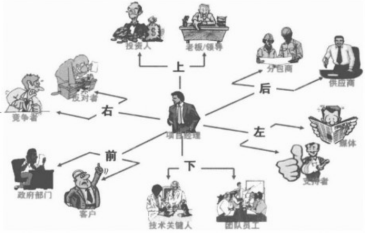 投资人
老板/领导
分包商
供应商
上
后
反对者
竞争者
右
项目经理
左
媒体
支持者
前
下
政府部门
客户
技术关键人
团队员工